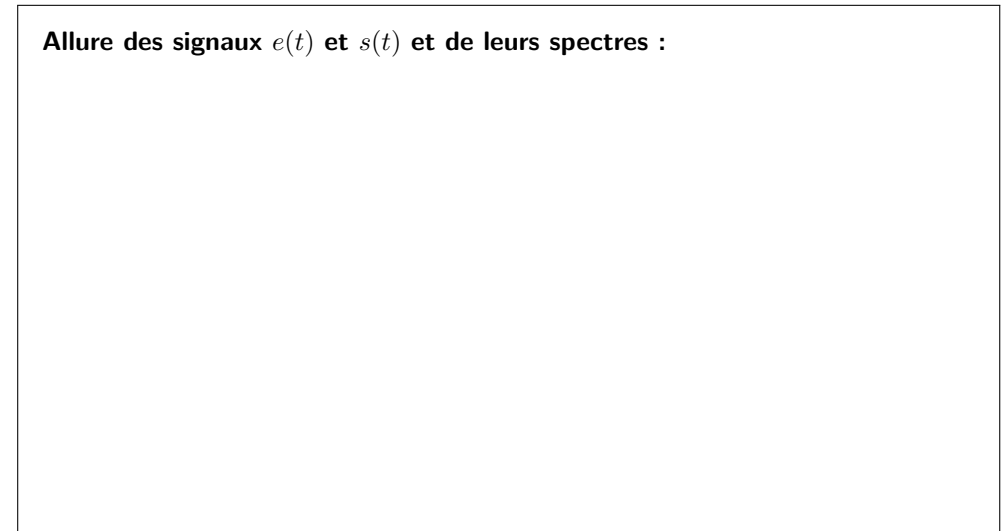 Allure des signaux e(t) et s(t) et de leurs spectres :